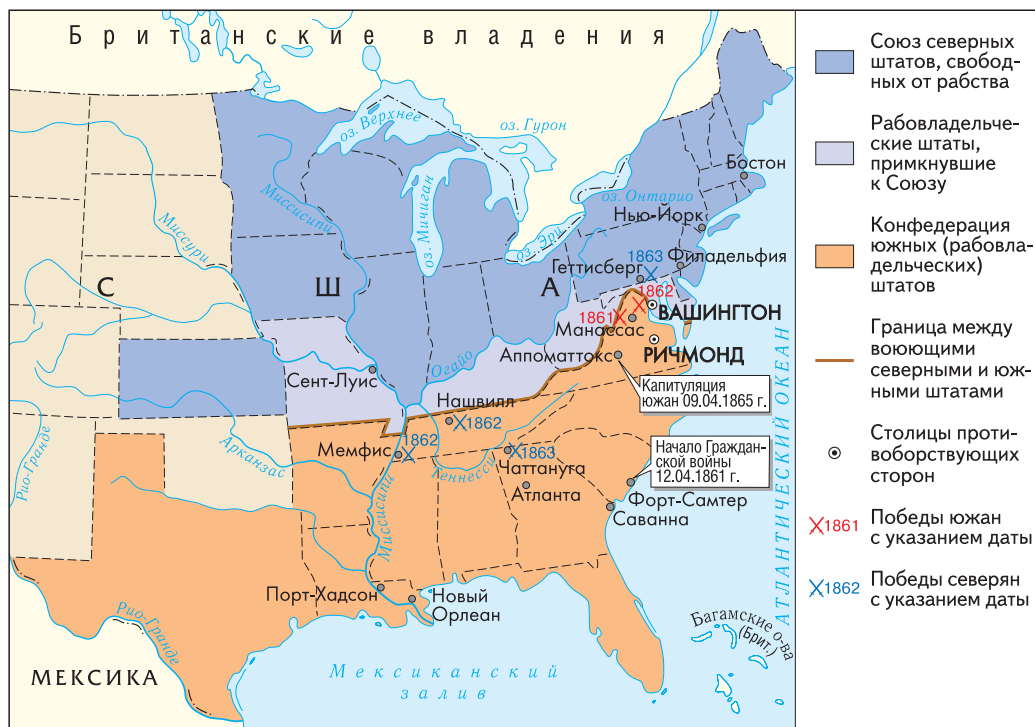 Британские владения
оз. Верхнее
оз. Гурон
оз. Мичиган
оз. Онтарио
оз. Эри
Миссисипи
Миссури
Бостон
Нью-Йорк
1863
Филадельфия
Геттисберг
С Ш А
1862
1861
ВАШИНГТОН
Манассас
Аппоматтокс
РИЧМОНД
Огайо
Сент-Луис
Капитуляция
южан 09.04.1865 г.
Нашвилл
1862
1862
Мемфис
1863
Чаттануга
Теннесси
Начало Граждан-
ской войны
12.04.1861 г.
Арканзас
Рио-Гранде
Атланта
Форт-Самтер
Саванна
Миссисипи
Порт-Хадсон
Новый
Орлеан
Рио-Гранде
МЕКСИКА
Мексиканский
залив
Багамские о-ва
(Брит.)
АТЛАНТИЧЕСКИЙ ОКЕАН
Союз северных
штатов, свобод-
ных от рабства
Рабовладельче-
ские штаты,
примкнувшие
к Союзу
Конфедерация
южных (рабовла-
дельческих)
штатов
Граница между
воюющими
северными и юж-
ными штатами
Столицы проти-
воборствующих
сторон
1861 Победы южан
с указанием даты
1862 Победы северян
с указанием даты